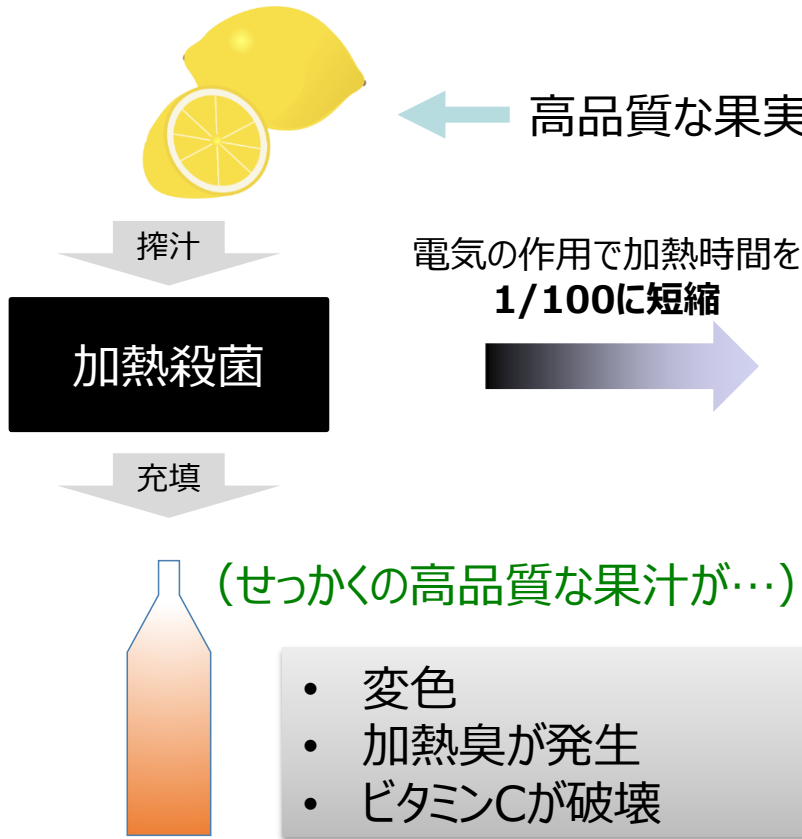 高品質な果実
搾汁
電気の作用で加熱時間を
1/100に短縮
加熱殺菌
充填
(せっかくの高品質な果汁が…)
• 変色
• 加熱臭が発生
• ビタミンCが破壊